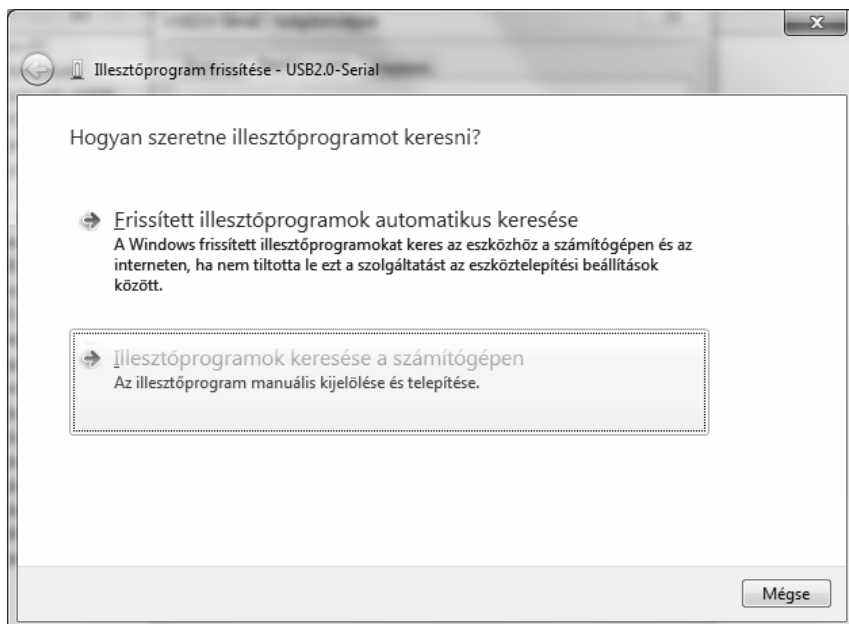 Illesztőprogram frissítése - USB2.0-Serial
Hogyan szeretne illesztőprogramot keresni?
Frissített illesztőprogramok automatikus keresése
A Windows frissített illesztőprogramokat keres az eszközhöz a számítógépen és az
interneten, ha nem tiltotta le ezt a szolgáltatást az eszköztelepítési beállítások
között.
Illesztőprogramok keresése a számítógépen
Az illesztőprogram manuális kijelölése és telepítése.
Mégse